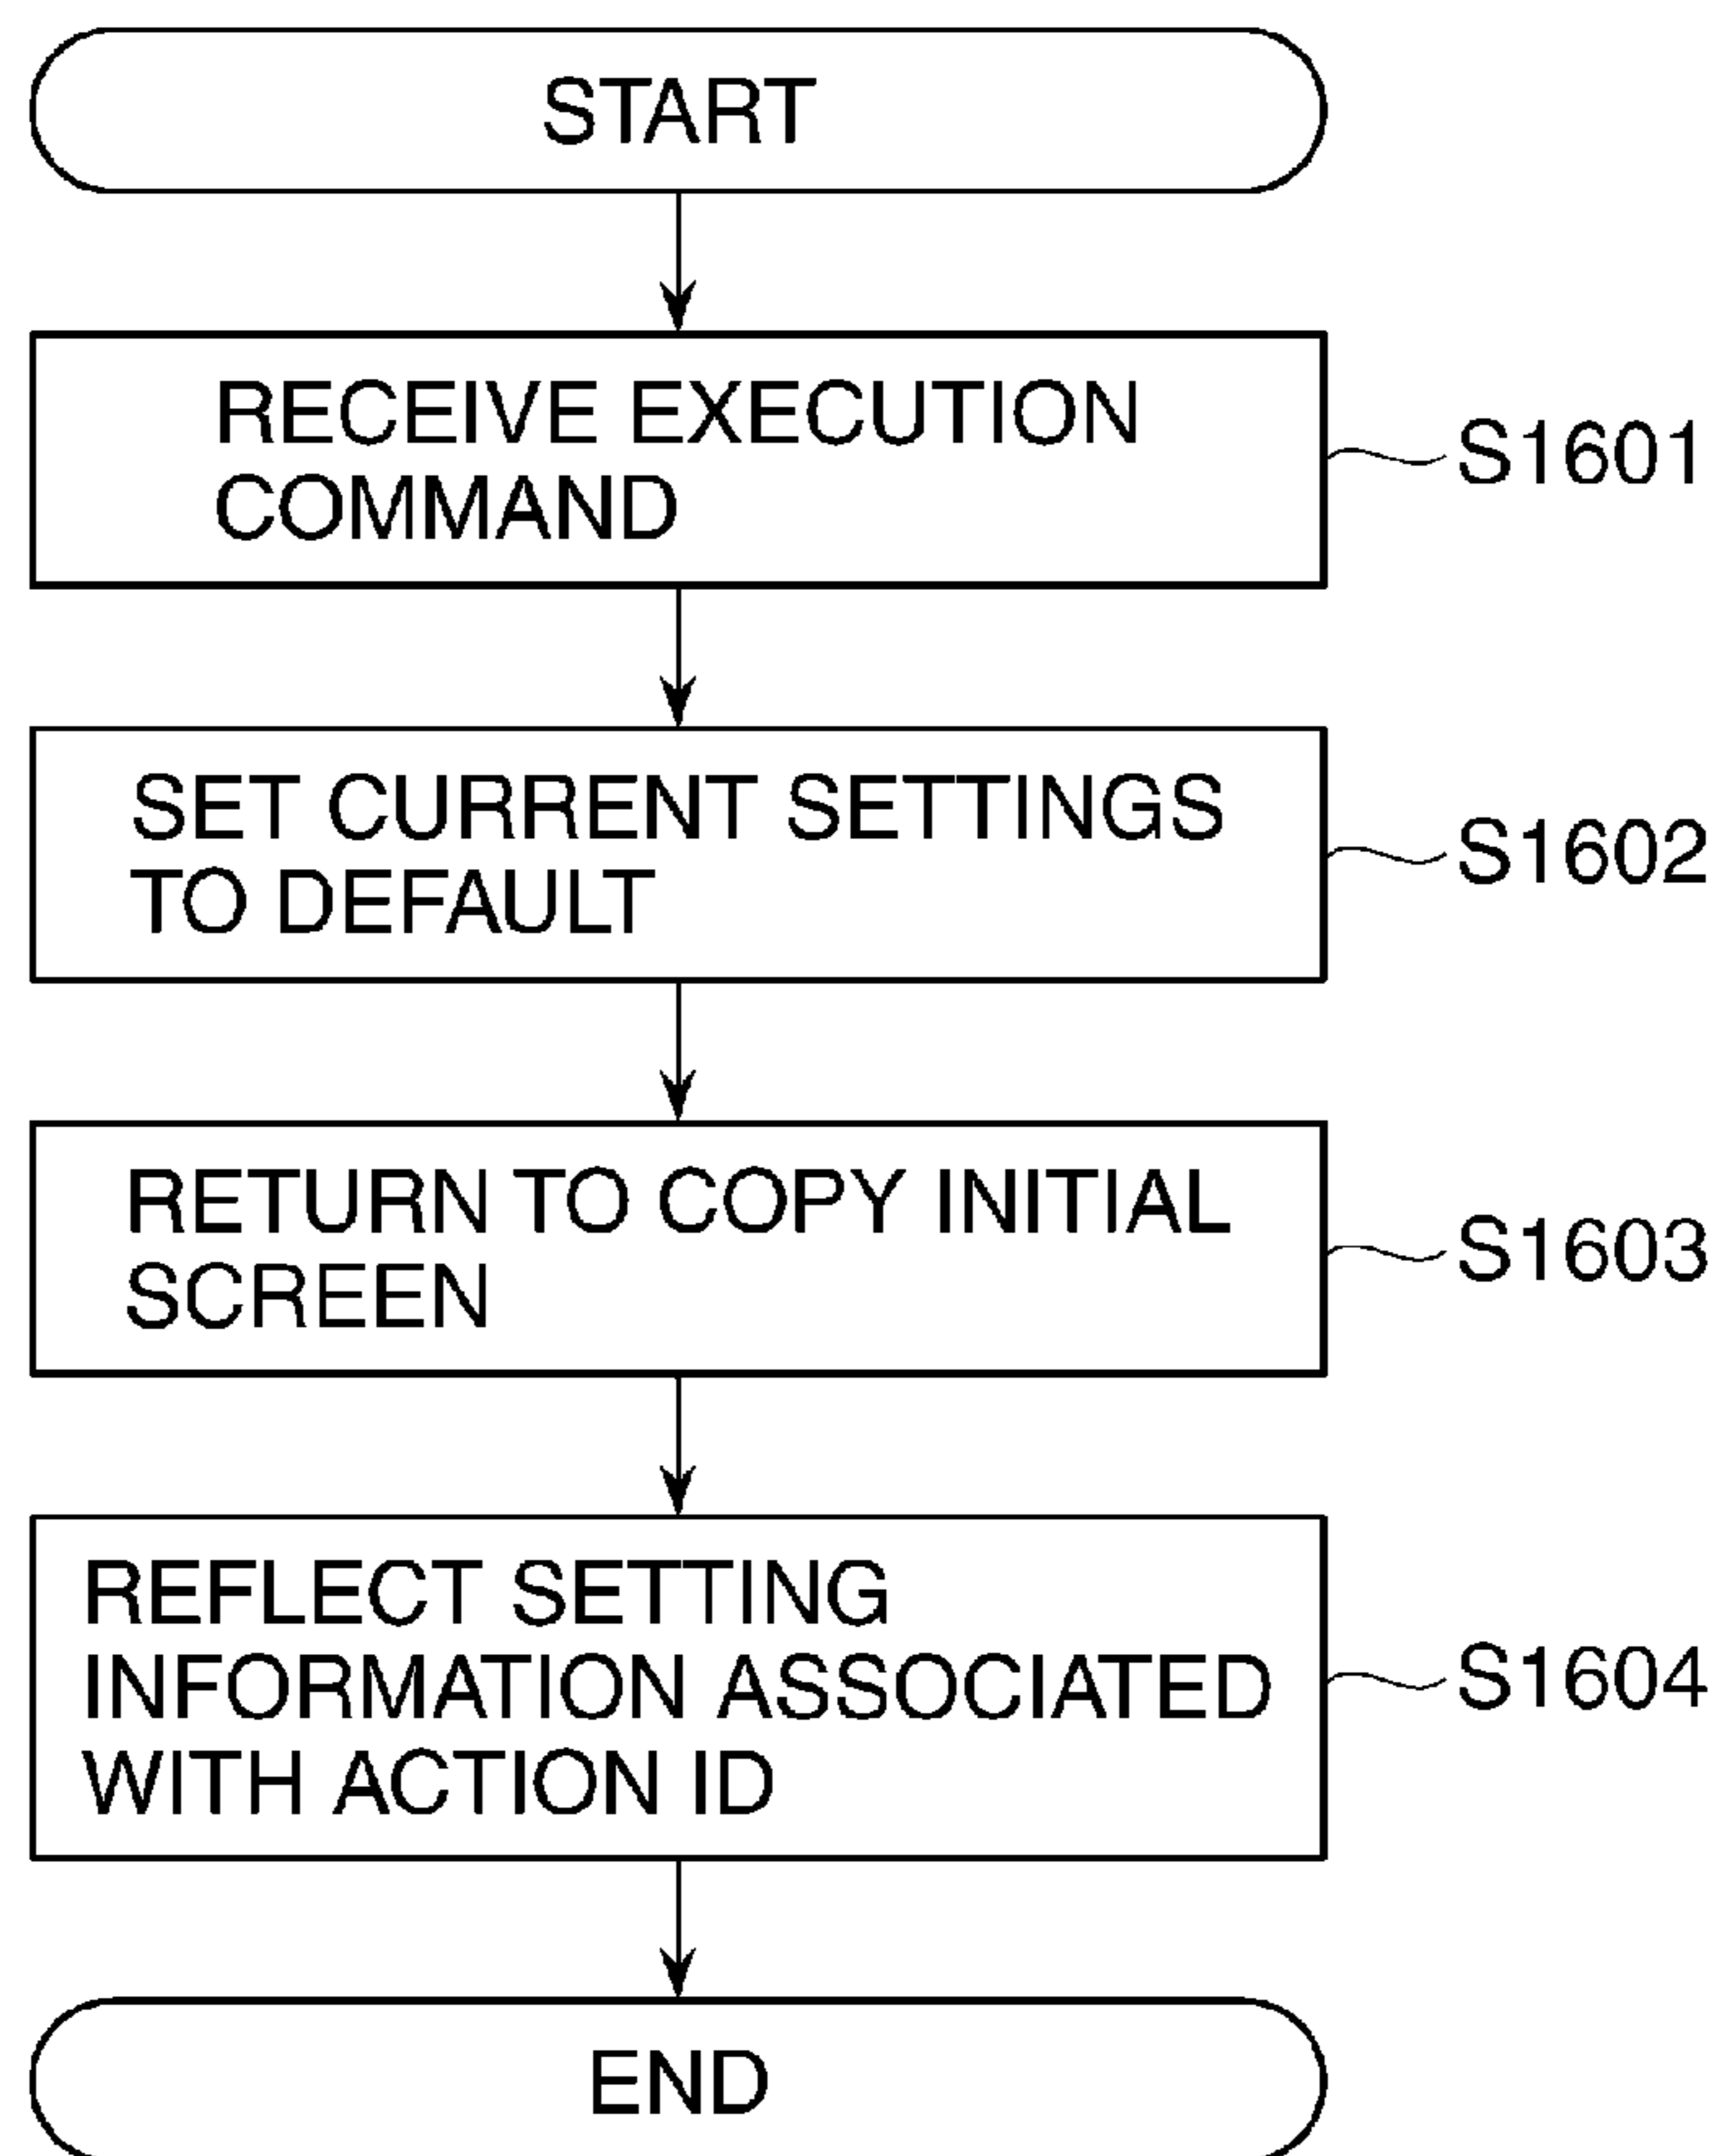 START
RECEIVE EXECUTION
COMMAND
S1601
SET CURRENT SETTINGS
TO DEFAULT
S1602
RETURN TO COPY INITIAL
SCREEN
S1603
REFLECT SETTING
INFORMATION ASSOCIATED
WITH ACTION ID
S1604
END